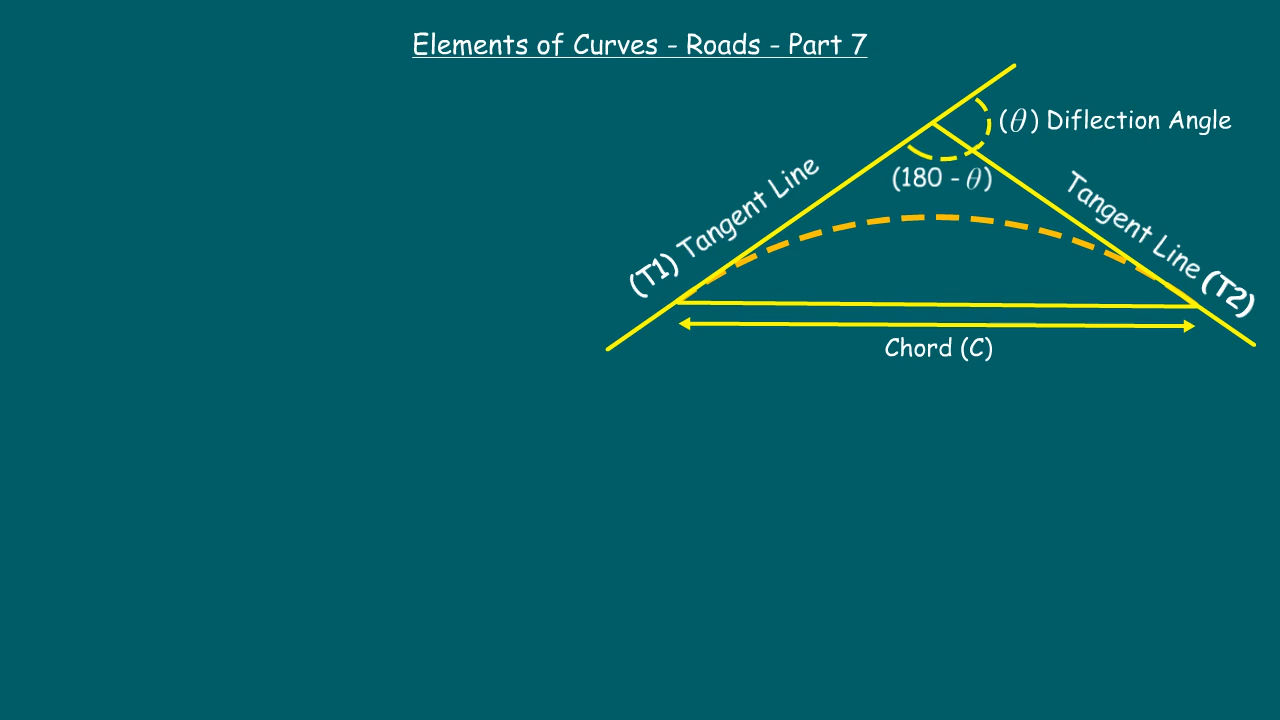 Elements of Curves - Roads - Part 7
(θ) Diflection Angle
(180 - θ)
(T1) Tangent Line
Tangent Line (T2)
Chord (C)